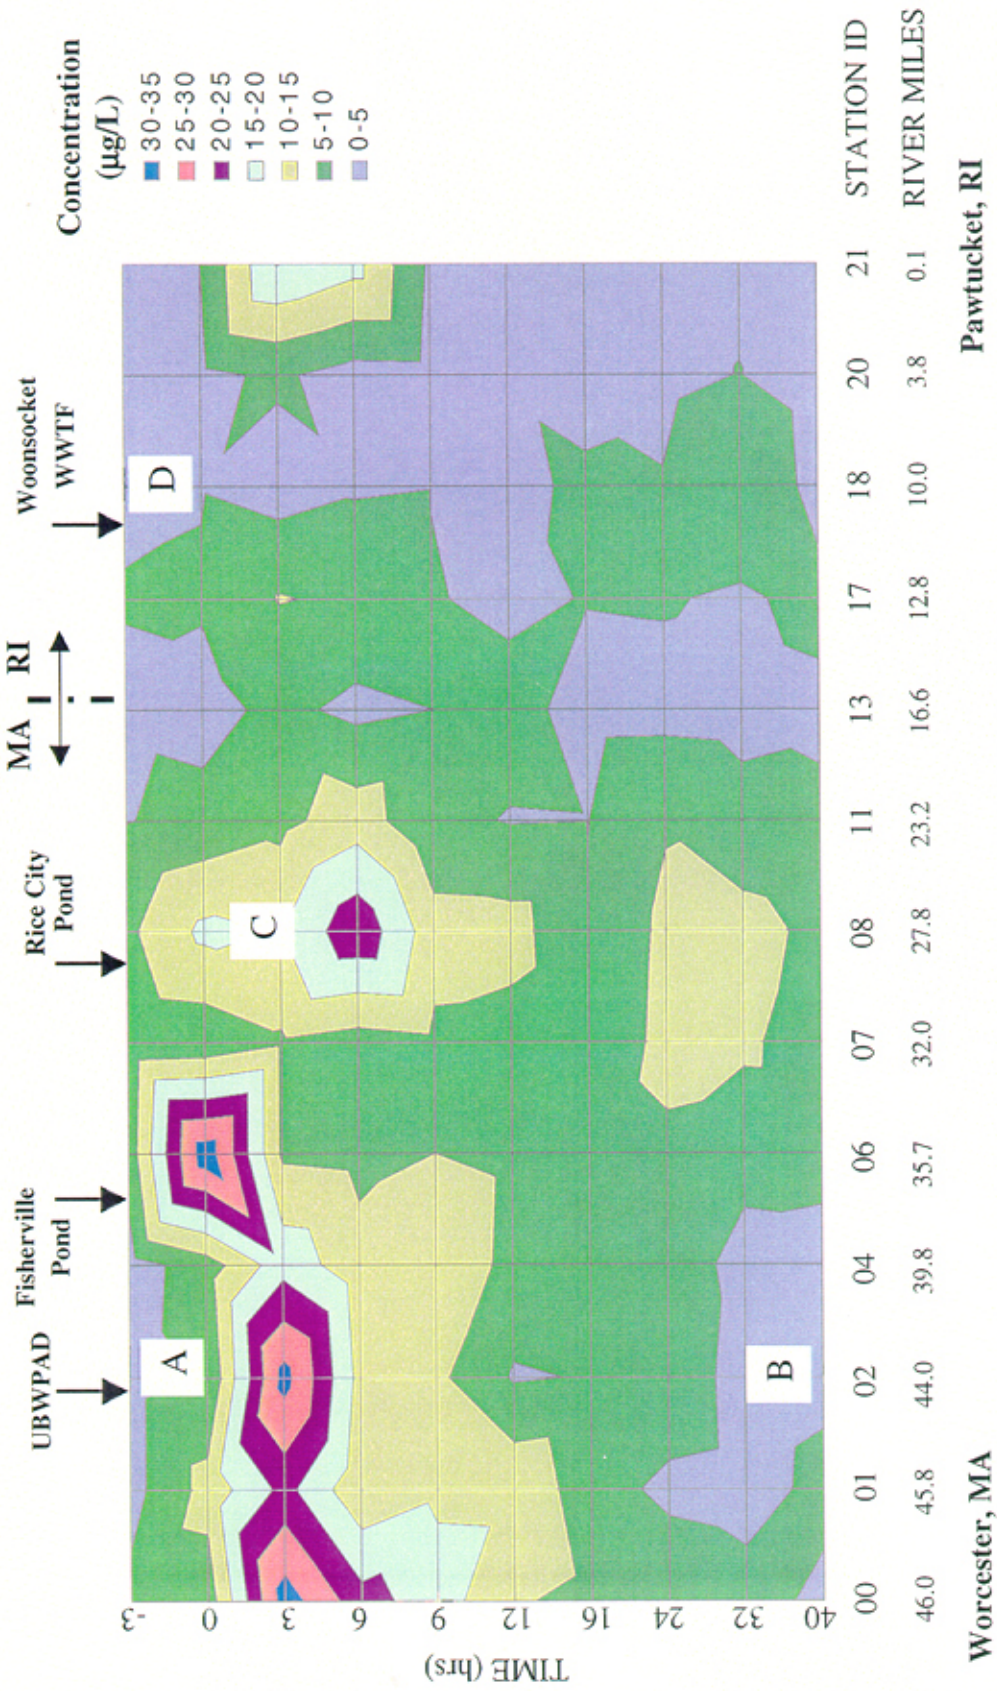 UBWPAD
Fisherville
Pond
Rice City
Pond
MA RI
Woonsocket
WWTF
Concentration
(µg/L)
30-35
25-30
20-25
15-20
10-15
5-10
0-5
A
B
C
D
TIME (hrs)
-3
0
3
6
9
12
16
24
32
40
00 01 02 04 06 07 08 11 13 17 18 20 21 STATION ID
46.0 45.8 44.0 39.8 35.7 32.0 27.8 23.2 16.6 12.8 10.0 3.8 0.1 RIVER MILES
Worcester, MA Pawtucket, RI